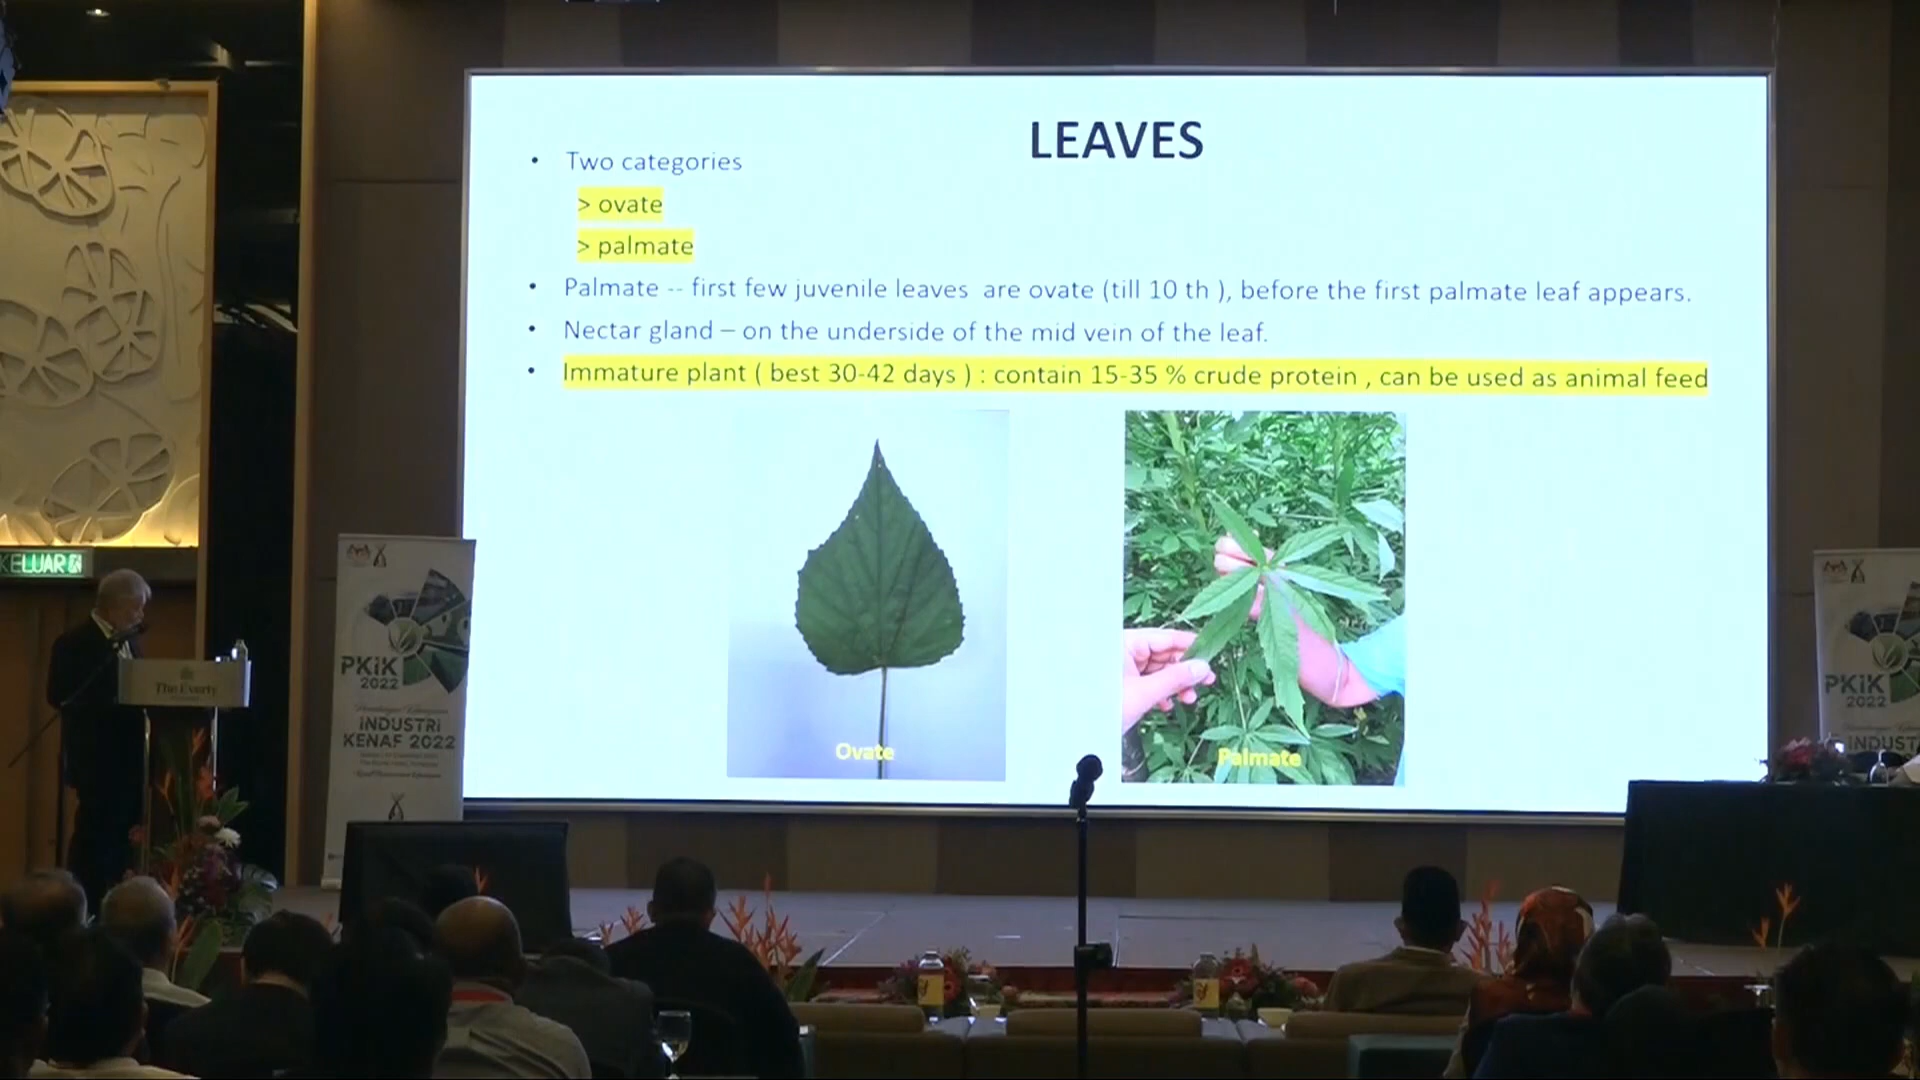 LEAVES
• Two categories
> ovate
> palmate
• Palmate -- first few juvenile leaves are ovate (till 10 th ), before the first palmate leaf appears.
• Nectar gland – on the underside of the mid vein of the leaf.
• Immature plant ( best 30-42 days ) : contain 15-35 % crude protein , can be used as animal feed
Ovate
Palmate
KELUAR
The Everly
PKiK
2022
INDUSTRI
KENAF 2022
PKiK
2022
INDUST